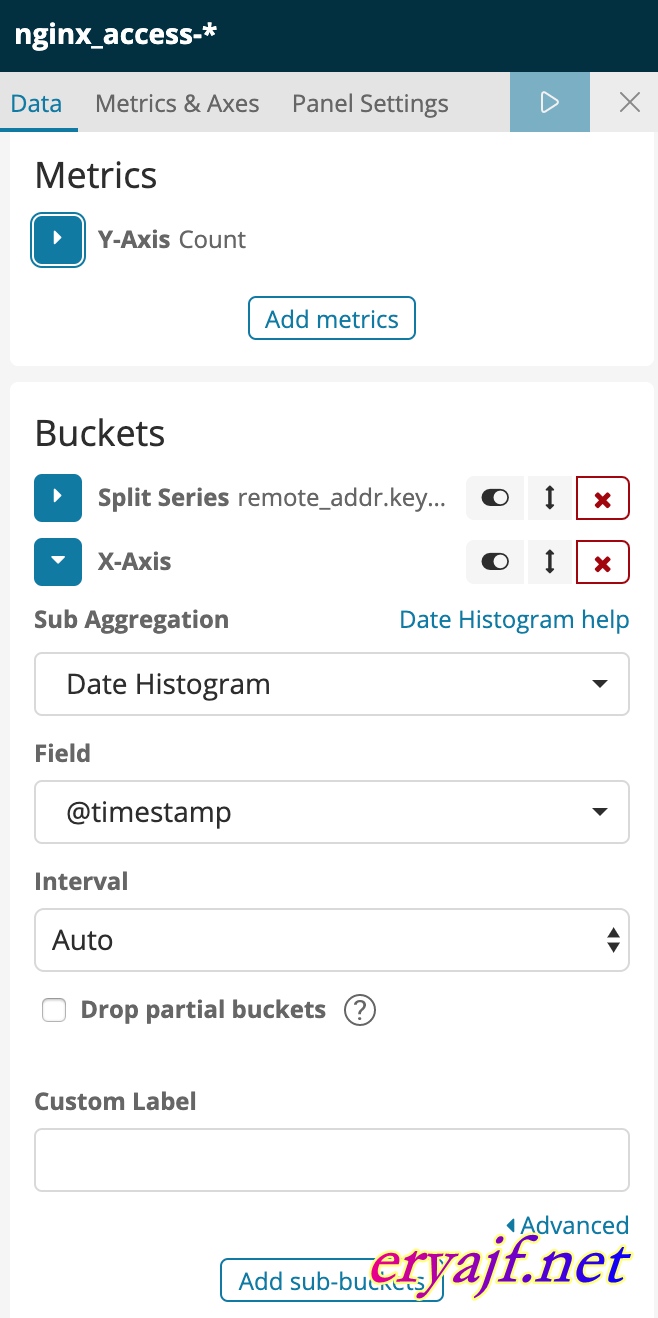 nginx_access-*
Data Metrics & Axes Panel Settings
Metrics
Y-Axis Count
Add metrics
Buckets
Split Series remote_addr.key...
X-Axis
Sub Aggregation Date Histogram help
Date Histogram
Field
@timestamp
Interval
Auto
Drop partial buckets ?
Custom Label
Advanced
Add sub-buckets
eryajf.net